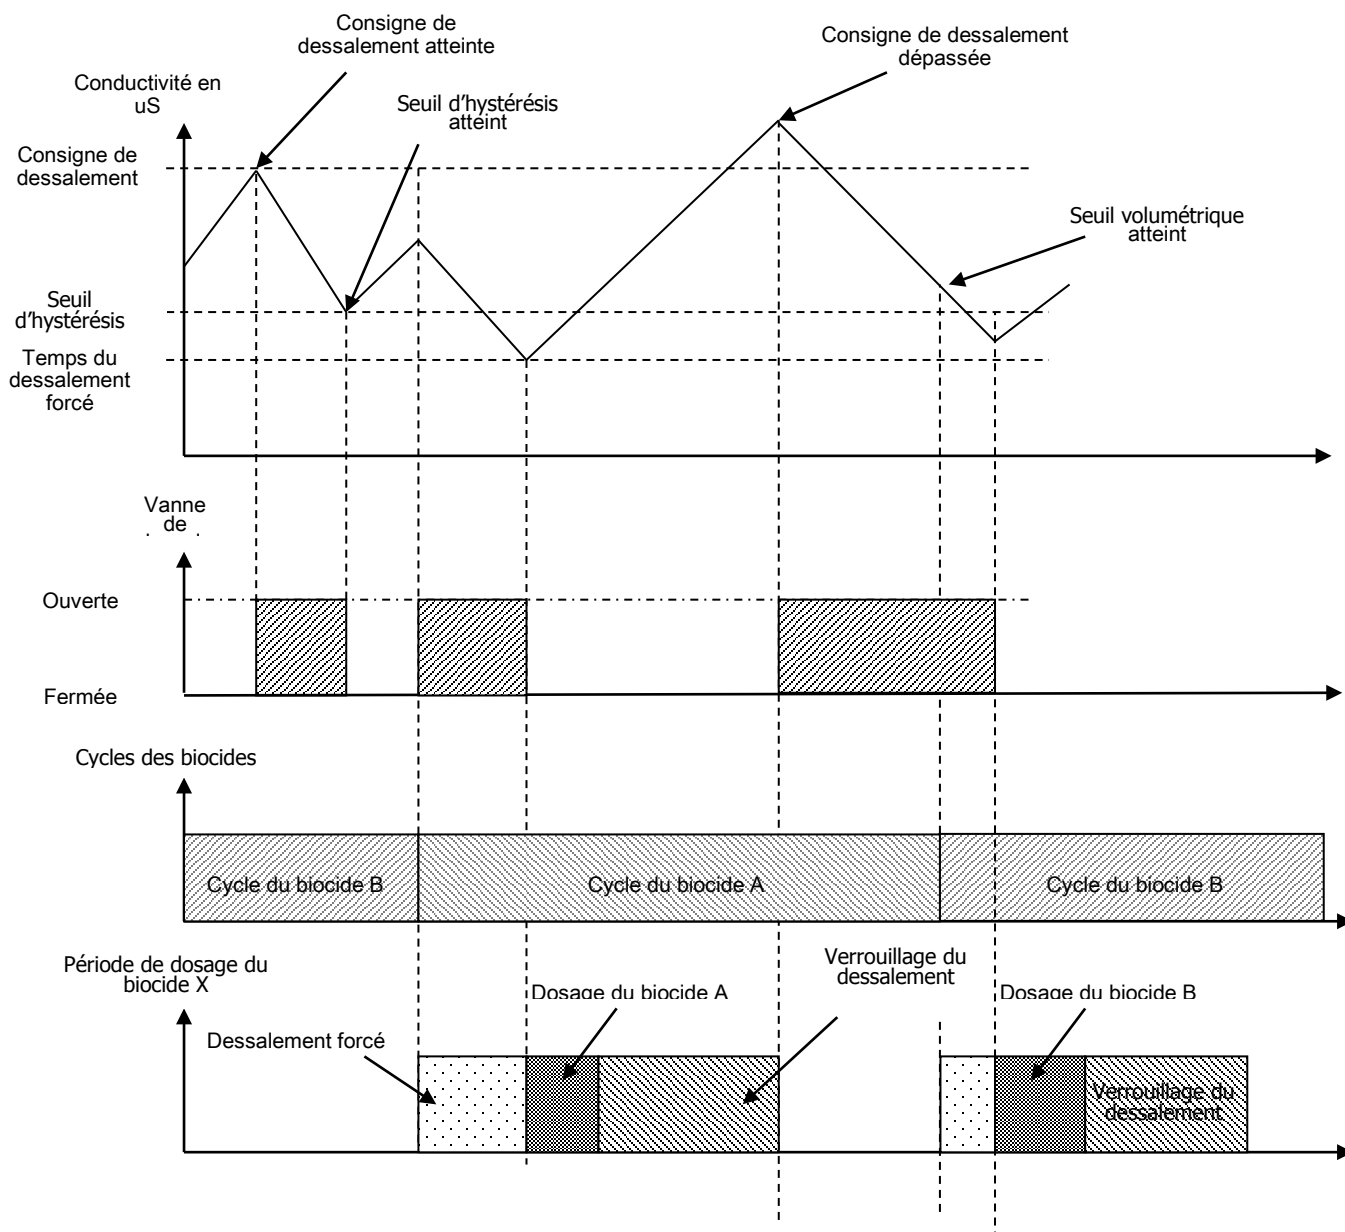 Consigne de
dessalement atteinte
Consigne de dessalement
dépassée
Conductivité en
uS
Seuil d'hystérésis
atteint
Consigne de
dessalement
Seuil volumétrique
atteint
Seuil
d'hystérésis
Temps du
dessalement
forcé
Vanne
de
Ouverte
Fermée
Cycles des biocides
Cycle du biocide B
Cycle du biocide A
Cycle du biocide B
Période de dosage du
biocide X
Verrouillage du
dessalement
Dosage du biocide A
Dosage du biocide B
Dessalement forcé
Verrouillage du
dessalement